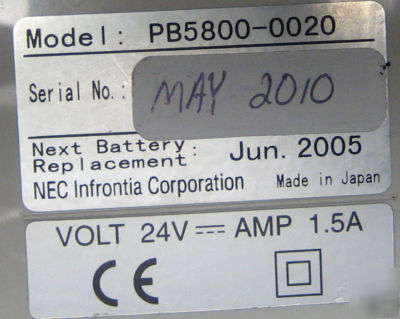 Model: PB5800-0020
Serial No.: MAY 2010
Next Battery Replacement: Jun. 2005
NEC Infrontia Corporation Made in Japan
VOLT 24V ⎓ AMP 1.5A
CE